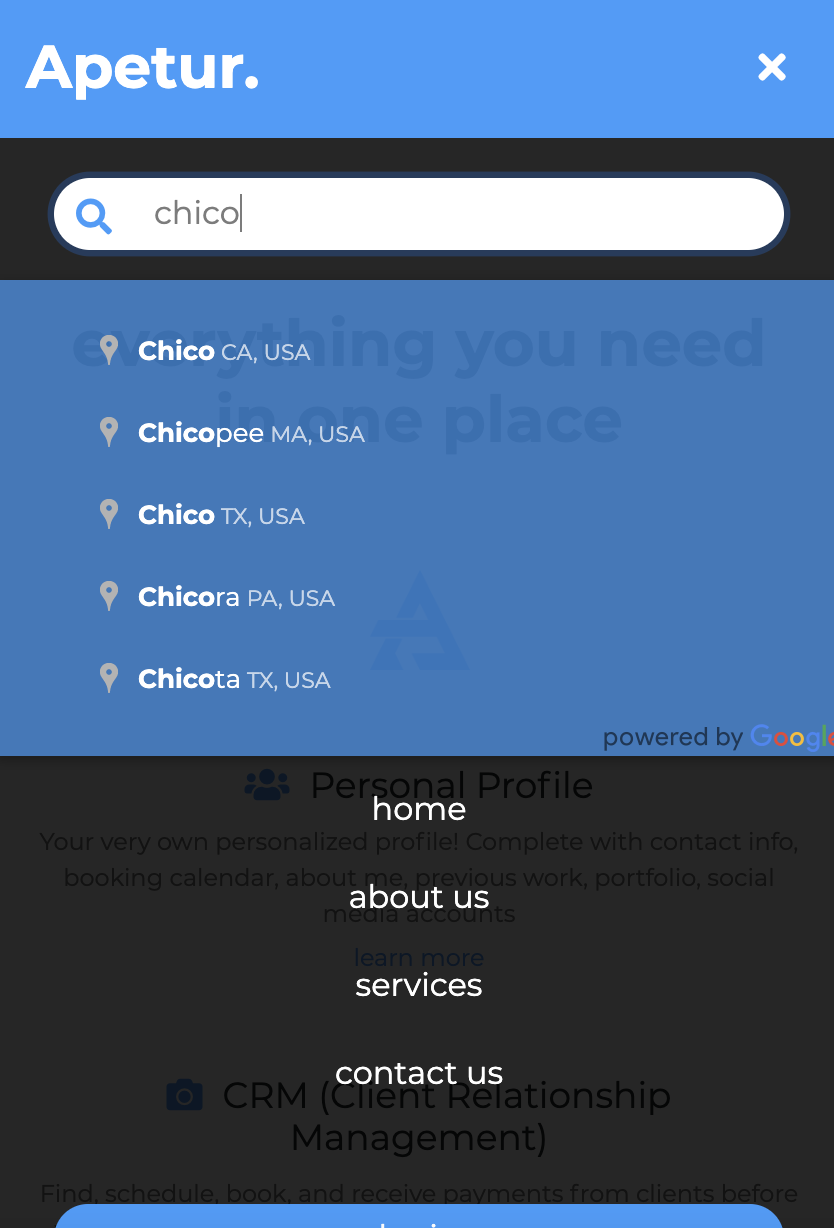 Apetur.
chico
everything you need
in one place
Chico CA, USA
Chicopee MA, USA
Chico TX, USA
Chicora PA, USA
Chicota TX, USA
powered by Google
Personal Profile
home
Your very own personalized profile! Complete with contact info,
booking calendar, about me, previous work, portfolio, social
about us
media accounts
learn more
services
contact us
CRM (Client Relationship
Management)
Find, schedule, book, and receive payments from clients before